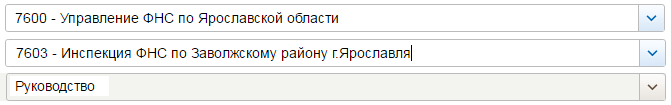 7600 - Управление ФНС по Ярославской области
7603 - Инспекция ФНС по Заволжскому району г.Ярославля
Руководство